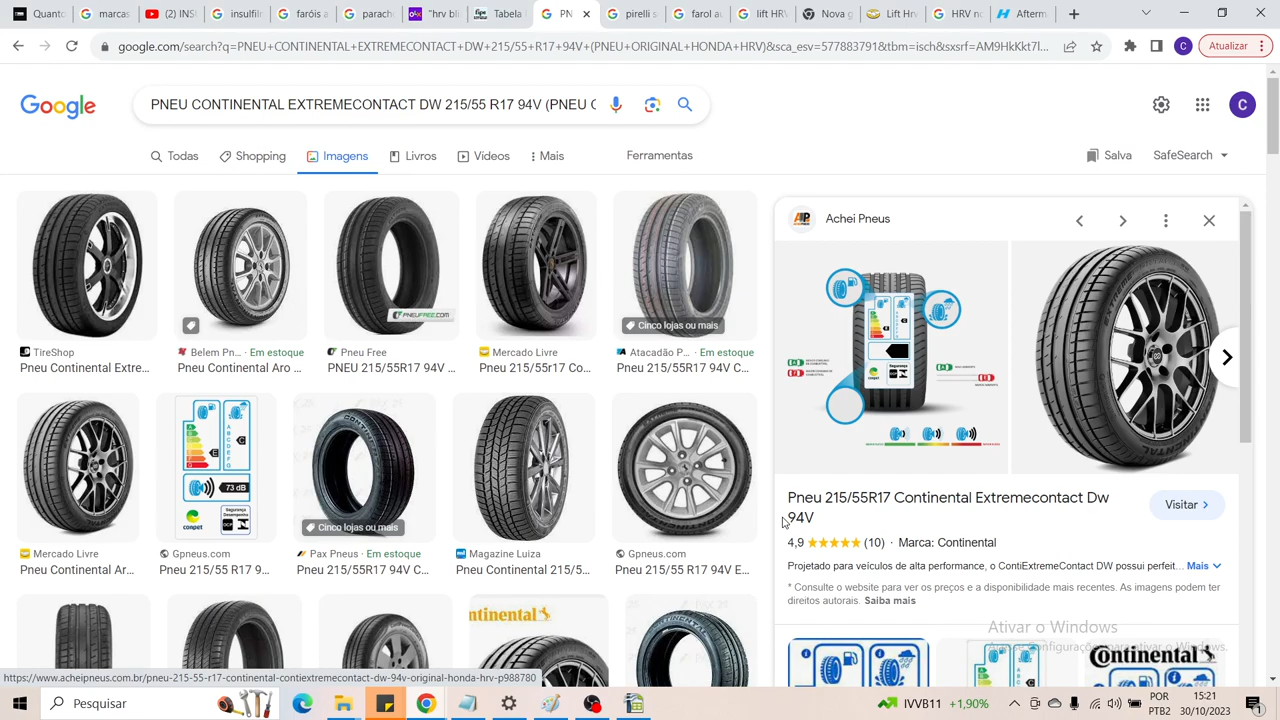 Quanto
marcas
(2)
insulfil
faróis a
parach
"hrv
Tabela
PN
pirelli s
farol
lift HRV
Nova g
Lift Hrv
HRV no
Afterm
google.com/search?q=PNEU+CONTINENTAL+EXTREMECONTACT+DW+215/55+R17+94V+(PNEU+ORIGINAL+HONDA+HRV)&sca_esv=577883791&tbm=isch&sxsrf=AM9HkKkt7l...
Atualizar
Google
PNEU CONTINENTAL EXTREMECONTACT DW 215/55 R17 94V (PNEU O
Todas
Shopping
Imagens
Livros
Vídeos
Mais
Ferramentas
Salva
SafeSearch
PNEUFREE.COM
Cinco lojas ou mais
TireShop
Pneu Continental Extre...
Belem Pn... · Em estoque
Pneu Continental Aro ...
Pneu Free
PNEU 215/55R17 94V ...
Mercado Livre
Pneu 215/55r17 Co...
Atacadão P... · Em estoque
Pneu 215/55R17 94V C...
73 dB
conpet
Cinco lojas ou mais
Mercado Livre
Pneu Continental Ar...
Gpneus.com
Pneu 215/55 R17 9...
Pax Pneus · Em estoque
Pneu 215/55R17 94V C...
Magazine Luiza
Pneu Continental 215/5...
Gpneus.com
Pneu 215/55 R17 94V E...
Achei Pneus
Pneu 215/55R17 Continental Extremecontact Dw
94V
Visitar
4,9 ★★★★★ (10) · Marca: Continental
Projetado para veículos de alta performance, o ContiExtremeContact DW possui perfeit... Mais
* Consulte o website para ver os preços e a disponibilidade mais recentes. As imagens podem ter
direitos autorais. Saiba mais
Ativar o Windows
Continental
https://www.acheipneus.com.br/pneu-215-55-r17-continental-contiextremecontact-dw-94v-original-honda-hrv-p988780
Pesquisar
IVVB11 +1,90%
POR
PTB2
15:21
30/10/2023